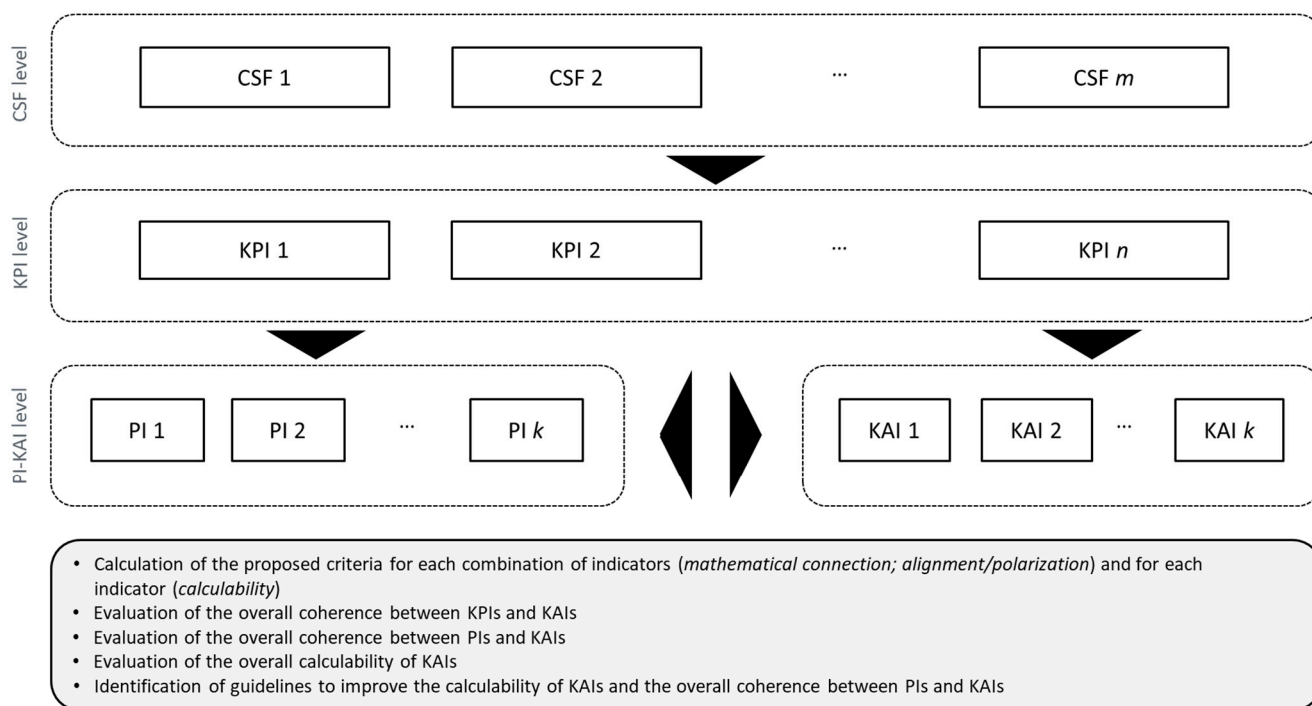 CSF level
CSF 1
CSF 2
...
CSF m
KPI level
KPI 1
KPI 2
...
KPI n
PI-KAI level
PI 1
PI 2
...
PI k
KAI 1
KAI 2
...
KAI k
• Calculation of the proposed criteria for each combination of indicators (mathematical connection; alignment/polarization) and for each
indicator (calculability)
• Evaluation of the overall coherence between KPIs and KAIs
• Evaluation of the overall coherence between PIs and KAIs
• Evaluation of the overall calculability of KAIs
• Identification of guidelines to improve the calculability of KAIs and the overall coherence between PIs and KAIs